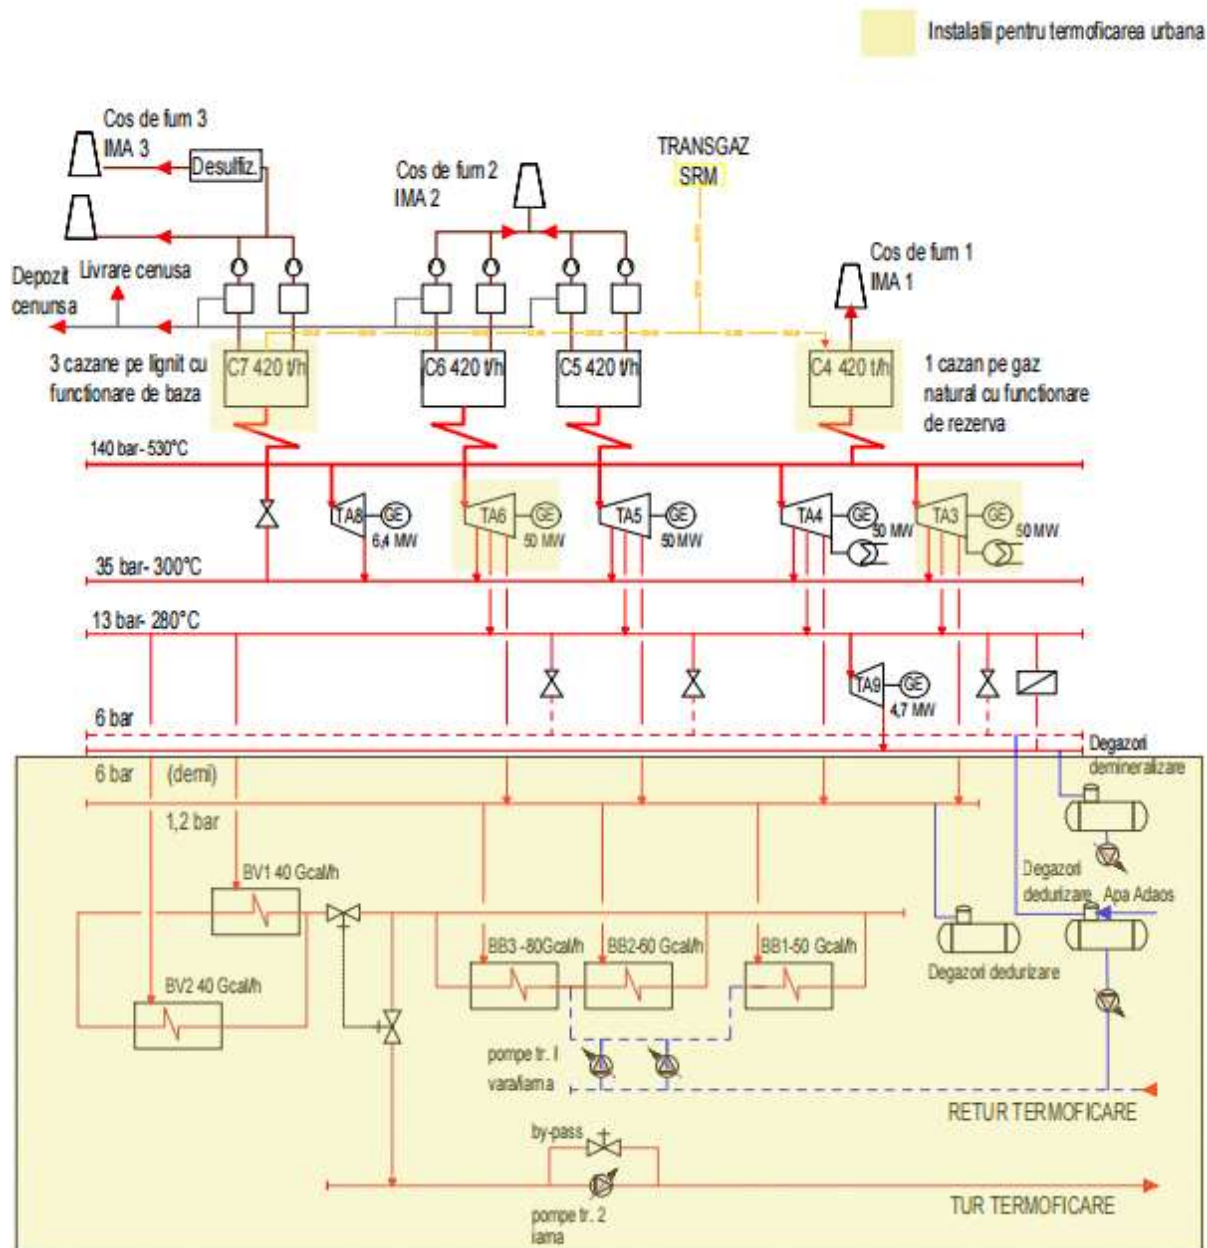 Instalatii pentru termoficarea urbana
Cos de fum 3
IMA 3
Desulfiz.
Cos de fum 2
IMA 2
TRANSGAZ
SRM
Cos de fum 1
IMA 1
Livrare cenusa
Depozit
cenunsa
3 cazane pe lignit cu
functionare de baza
C7 420 t/h
C6 420 t/h
C5 420 t/h
C4 420 t/h
1 cazan pe gaz
natural cu functionare
de rezerva
140 bar- 530°C
TA8
GE
6,4 MW
TA6
GE
50 MW
TA5
GE
50 MW
TA4
GE
50 MW
TA3
GE
50 MW
35 bar- 300°C
13 bar- 280°C
TA9
GE
4,7 MW
6 bar
6 bar (demi)
Degazori
demineralizare
1,2 bar
BV1 40 Gcal/h
BV2 40 Gcal/h
BB3 -80Gcal/h
BB2-60 Gcal/h
BB1-50 Gcal/h
Degazori
dedurizare
Apa Adaos
Degazori dedurizare
pompe tr. I
vara/iarna
RETUR TERMOFICARE
by-pass
TUR TERMOFICARE
pompe tr. 2
iarna